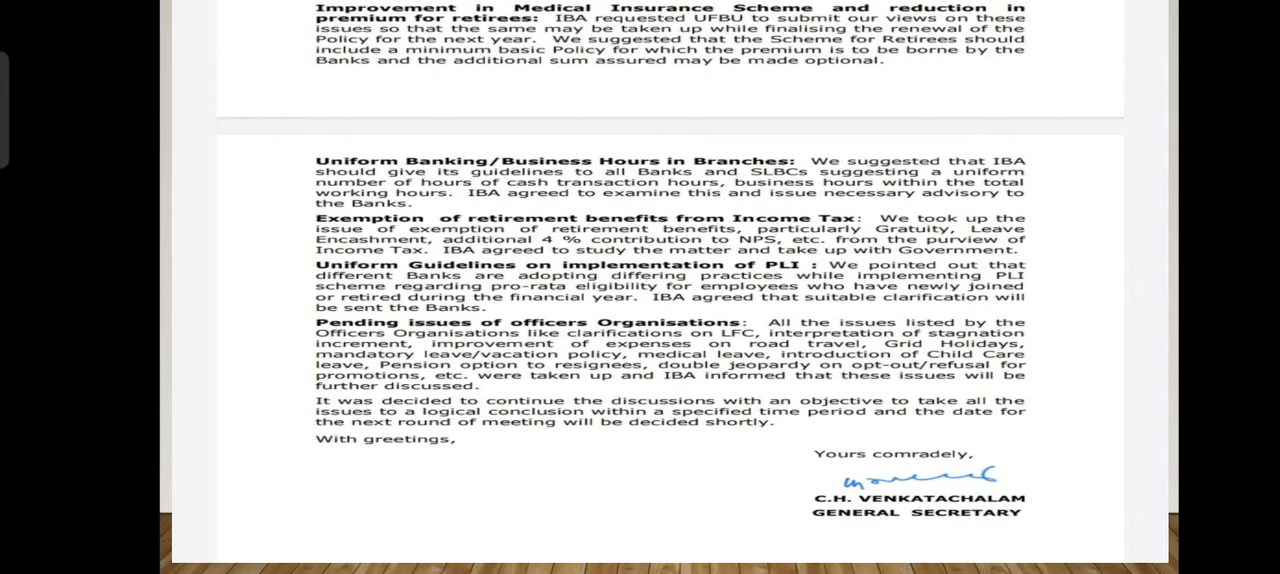 Improvement in Medical Insurance Scheme and reduction in
premium for retirees: IBA requested UFBU to submit our views on these
issues so that the same may be taken up while finalising the renewal of the
Policy for the next year. We suggested that the Scheme for Retirees should
include a minimum basic Policy for which the premium is to be borne by the
Banks and the additional sum assured may be made optional.
Uniform Banking/Business Hours in Branches: We suggested that IBA
should give its guidelines to all Banks and SLBCs suggesting a uniform
number of hours of cash transaction hours, business hours within the total
working hours. IBA agreed to examine this and issue necessary advisory to
the Banks.
Exemption of retirement benefits from Income Tax: We took up the
issue of exemption of retirement benefits, particularly Gratuity, Leave
Encashment, additional 4 % contribution to NPS, etc. from the purview of
Income Tax. IBA agreed to study the matter and take up with Government.
Uniform Guidelines on implementation of PLI : We pointed out that
different Banks are adopting differing practices while implementing PLI
scheme regarding pro-rata eligibility for employees who have newly joined
or retired during the financial year. IBA agreed that suitable clarification will
be sent the Banks.
Pending issues of officers Organisations: All the issues listed by the
Officers Organisations like clarifications on LFC, interpretation of stagnation
increment, improvement of expenses on road travel, Grid Holidays,
mandatory leave/vacation policy, medical leave, introduction of Child Care
leave, Pension option to resignees, double jeopardy on opt-out/refusal for
promotions, etc. were taken up and IBA informed that these issues will be
further discussed.
It was decided to continue the discussions with an objective to take all the
issues to a logical conclusion within a specified time period and the date for
the next round of meeting will be decided shortly.
With greetings,
Yours comradely,
C.H. VENKATACHALAM
GENERAL SECRETARY